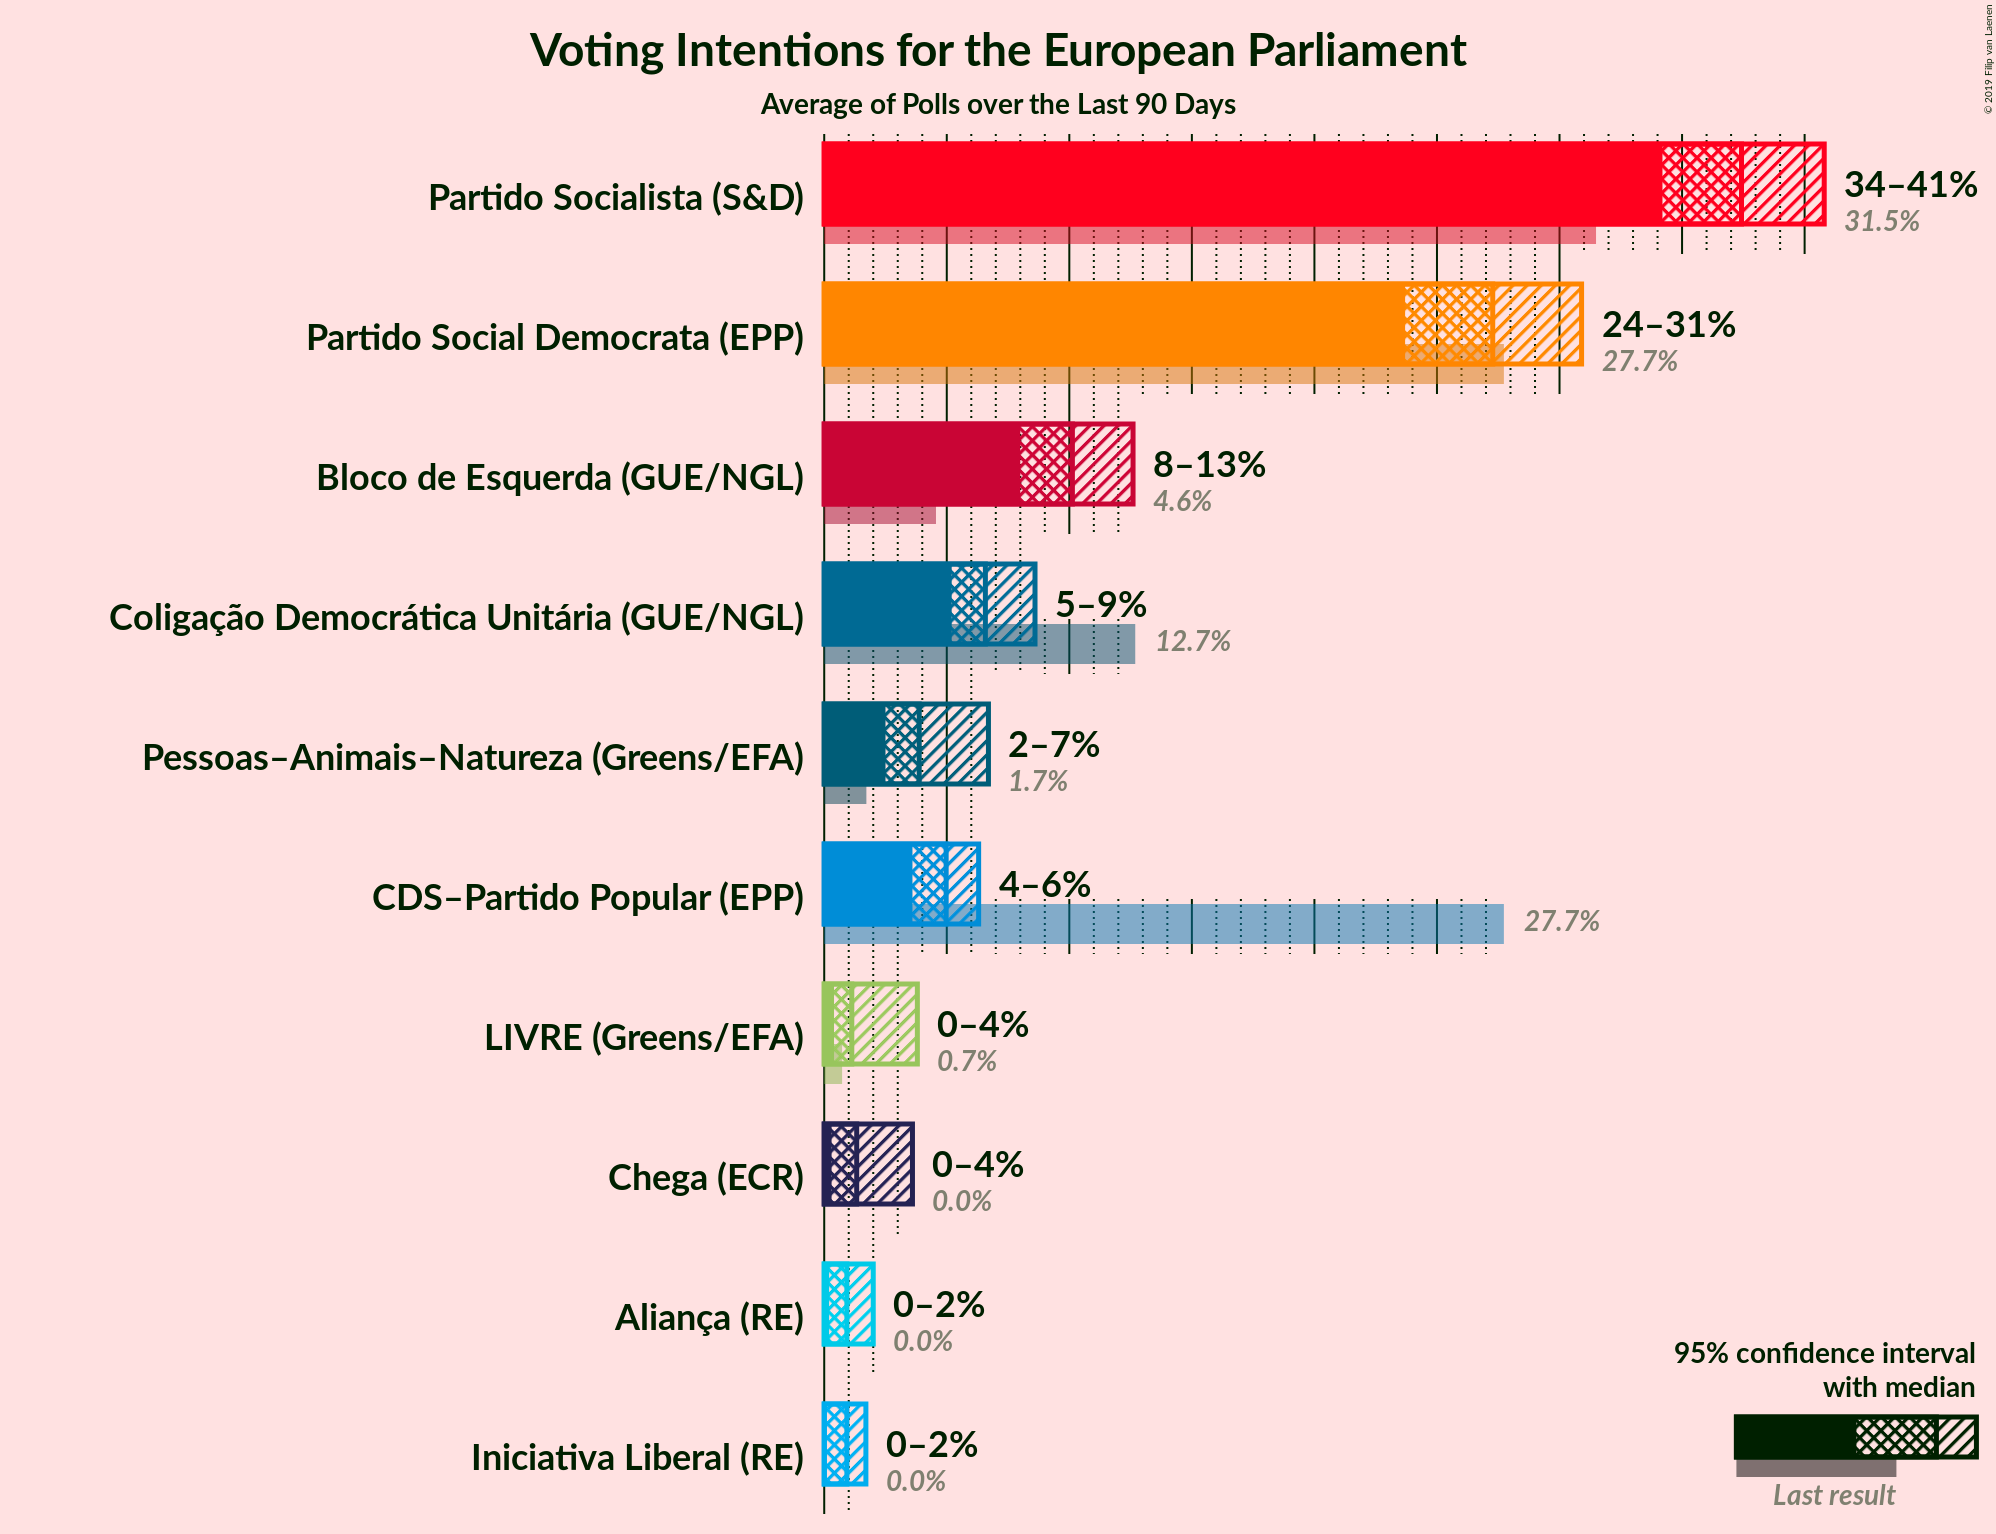 Voting Intentions for the European Parliament
Average of Polls over the Last 90 Days
© 2019 Filip van Laenen
Partido Socialista (S&D)
34–41%
31.5%
Partido Social Democrata (EPP)
24–31%
27.7%
Bloco de Esquerda (GUE/NGL)
8–13%
4.6%
Coligação Democrática Unitária (GUE/NGL)
5–9%
12.7%
Pessoas–Animais–Natureza (Greens/EFA)
2–7%
1.7%
CDS–Partido Popular (EPP)
4–6%
27.7%
LIVRE (Greens/EFA)
0–4%
0.7%
Chega (ECR)
0–4%
0.0%
Aliança (RE)
0–2%
0.0%
Iniciativa Liberal (RE)
0–2%
0.0%
95% confidence interval
with median
Last result